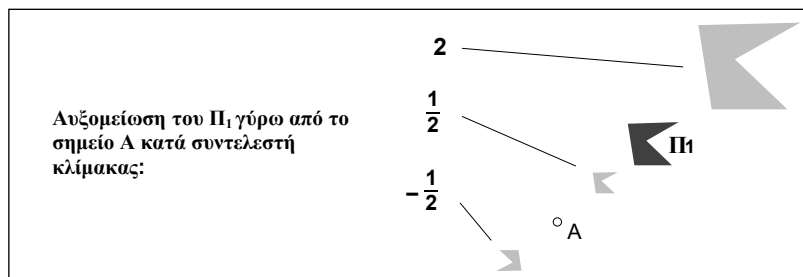 Αυξομείωση του Π₁ γύρω από το
σημείο Α κατά συντελεστή
κλίμακας:
2
1/2
-1/2
Π1
A